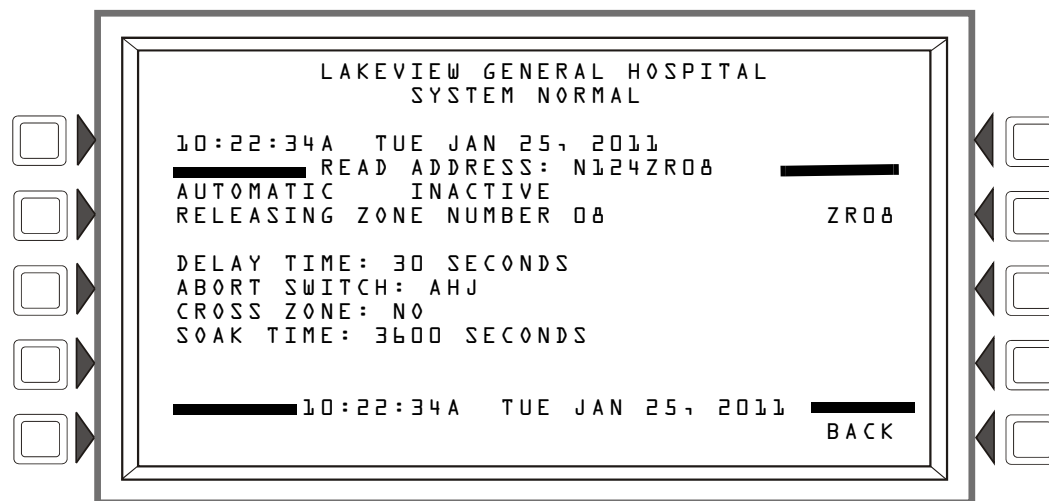 LAKEVIEW GENERAL HOSPITAL
SYSTEM NORMAL
10:22:34A TUE JAN 25, 2011
READ ADDRESS: N124ZR08
AUTOMATIC INACTIVE
RELEASING ZONE NUMBER 08 ZR08
DELAY TIME: 30 SECONDS
ABORT SWITCH: AHJ
CROSS ZONE: NO
SOAK TIME: 3600 SECONDS
10:22:34A TUE JAN 25, 2011
BACK